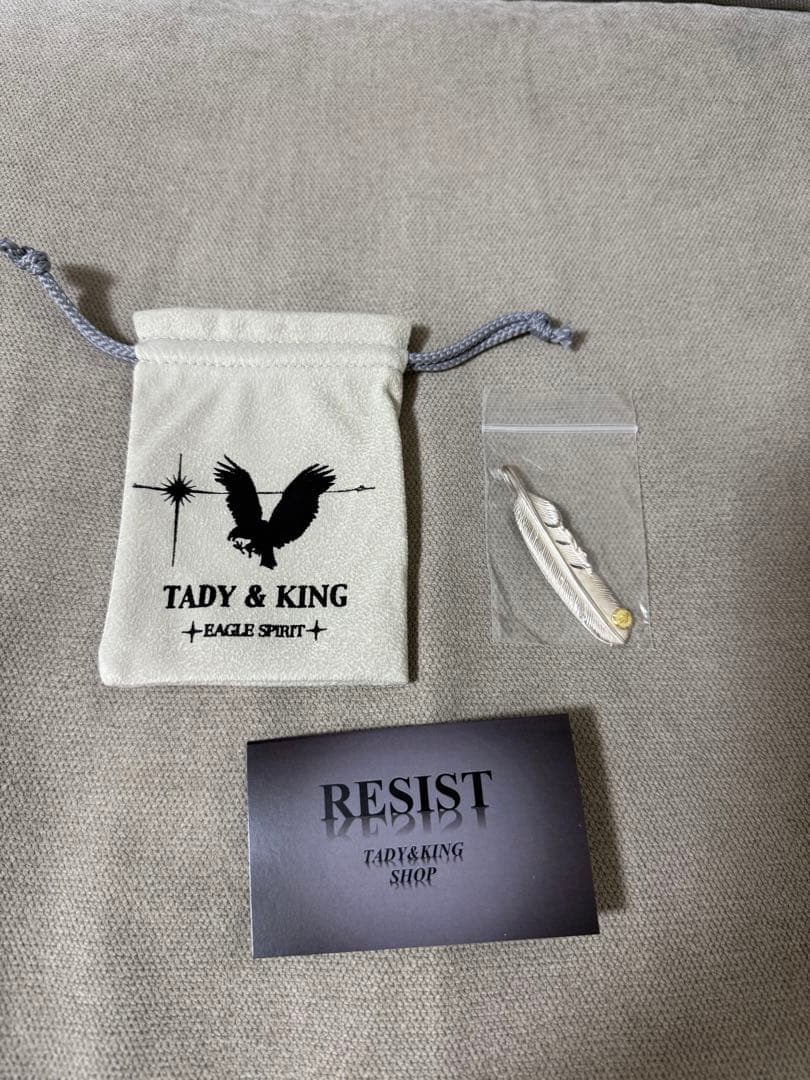 TADY & KING
EAGLE SPIRIT
RESIST
TADY&KING
SHOP